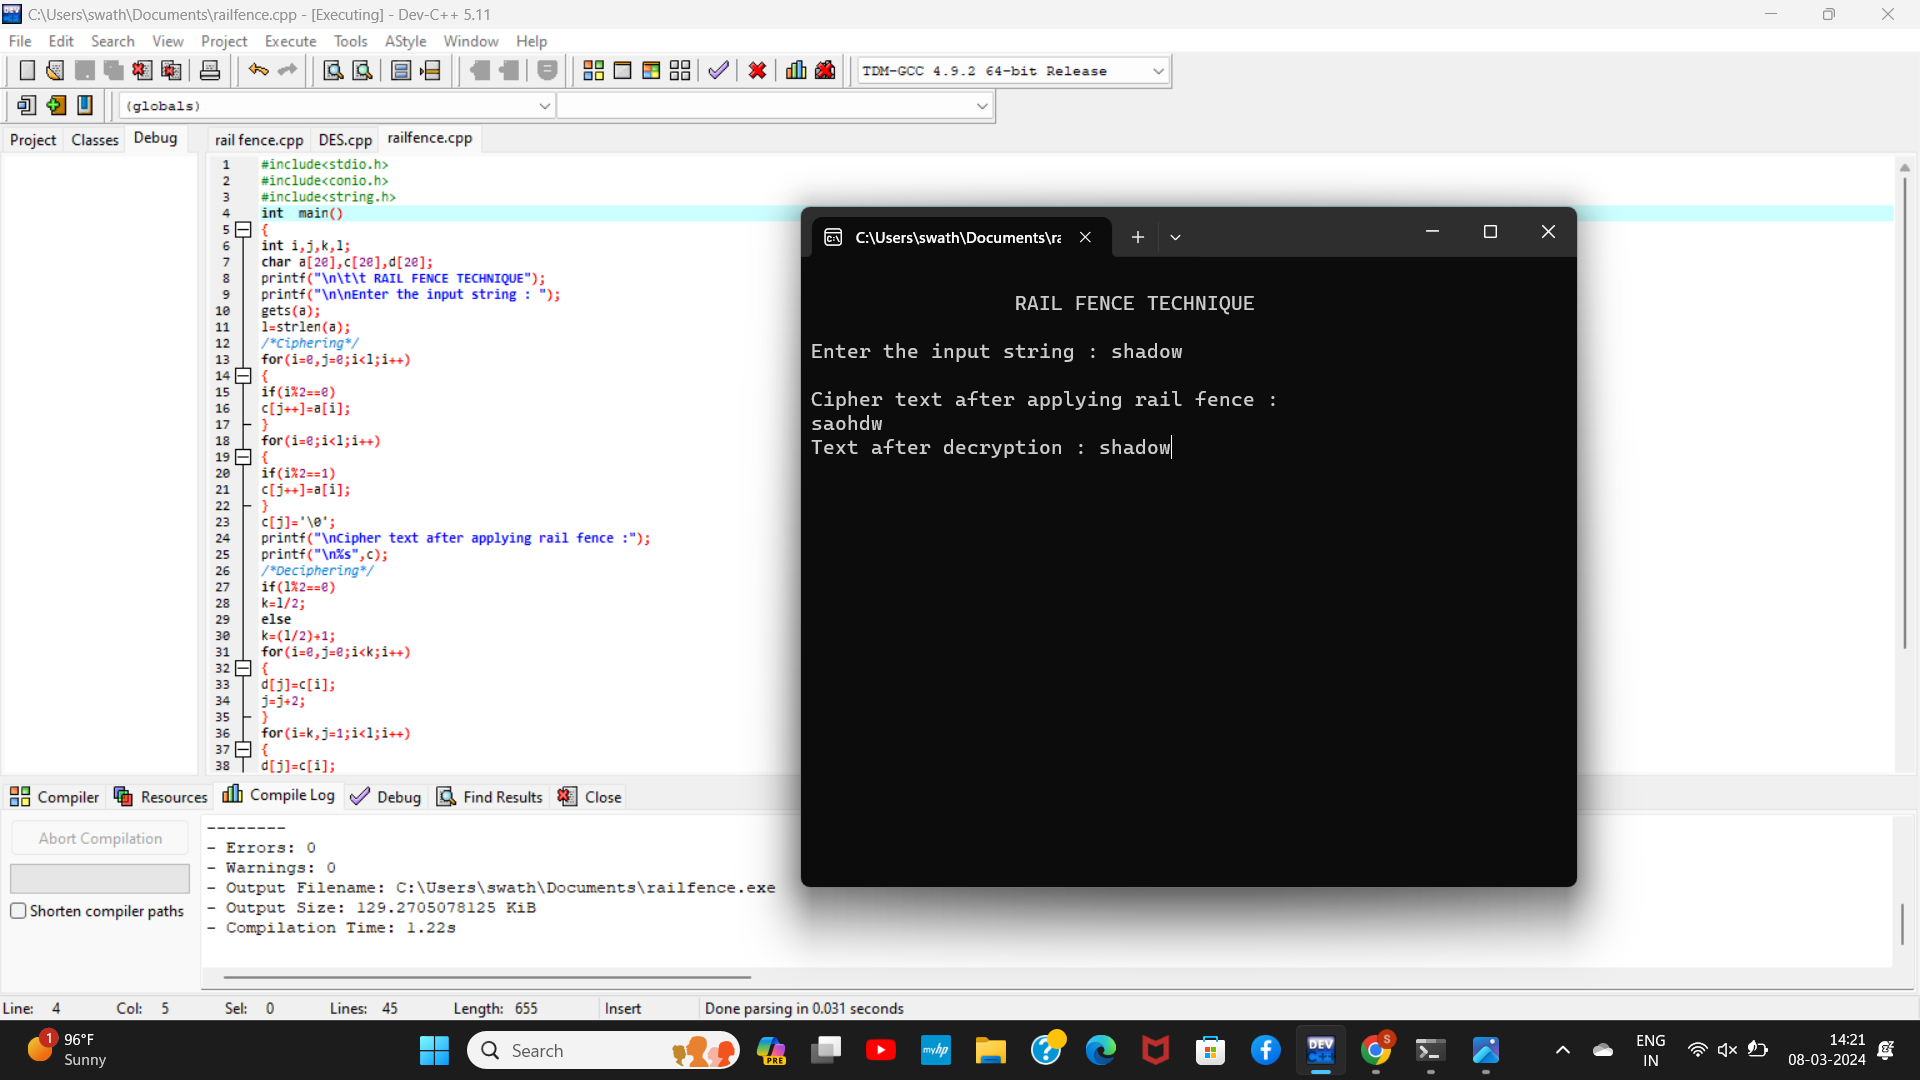 C:\Users\swath\Documents\railfence.cpp - [Executing] - Dev-C++ 5.11
File Edit Search View Project Execute Tools AStyle Window Help
TDM-GCC 4.9.2 64-bit Release
(globals)
Project Classes Debug rail fence.cpp DES.cpp railfence.cpp
1 #include<stdio.h>
2 #include<conio.h>
3 #include<string.h>
4 int main()
5 {
6 int i,j,k,l;
7 char a[20],c[20],d[20];
8 printf("\n\t\t RAIL FENCE TECHNIQUE");
9 printf("\n\nEnter the input string : ");
10 gets(a);
11 l=strlen(a);
12 /*Ciphering*/
13 for(i=0,j=0;i<l;i++)
14 {
15 if(i%2==0)
16 c[j++]=a[i];
17 }
18 for(i=0;i<l;i++)
19 {
20 if(i%2==1)
21 c[j++]=a[i];
22 }
23 c[j]='\0';
24 printf("\nCipher text after applying rail fence :");
25 printf("\n%s",c);
26 /*Deciphering*/
27 if(l%2==0)
28 k=l/2;
29 else
30 k=(l/2)+1;
31 for(i=0,j=0;i<k;i++)
32 {
33 d[j]=c[i];
34 j=j+2;
35 }
36 for(i=k,j=1;i<l;i++)
37 {
38 d[j]=c[i];
C:\Users\swath\Documents\ra
RAIL FENCE TECHNIQUE
Enter the input string : shadow
Cipher text after applying rail fence :
saohdw
Text after decryption : shadow
Compiler Resources Compile Log Debug Find Results Close
Abort Compilation
Shorten compiler paths
--------
- Errors: 0
- Warnings: 0
- Output Filename: C:\Users\swath\Documents\railfence.exe
- Output Size: 129.2705078125 KiB
- Compilation Time: 1.22s
Line: 4 Col: 5 Sel: 0 Lines: 45 Length: 655 Insert Done parsing in 0.031 seconds
1
96°F
Sunny
Search
PRE
myhp
DEV
C++
S
ENG
IN
14:21
08-03-2024